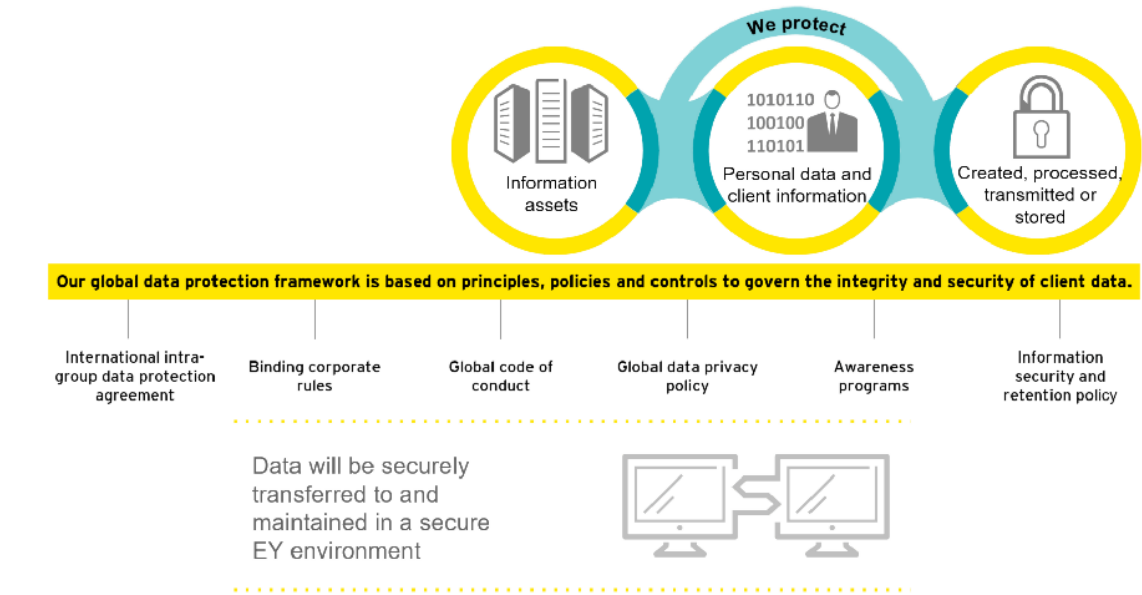 We protect
1010110
100100
110101
Information
assets
Personal data and
client information
Created, processed,
transmitted or
stored
Our global data protection framework is based on principles, policies and controls to govern the integrity and security of client data.
International intra-
group data protection
agreement
Binding corporate
rules
Global code of
conduct
Global data privacy
policy
Awareness
programs
Information
security and
retention policy
Data will be securely
transferred to and
maintained in a secure
EY environment